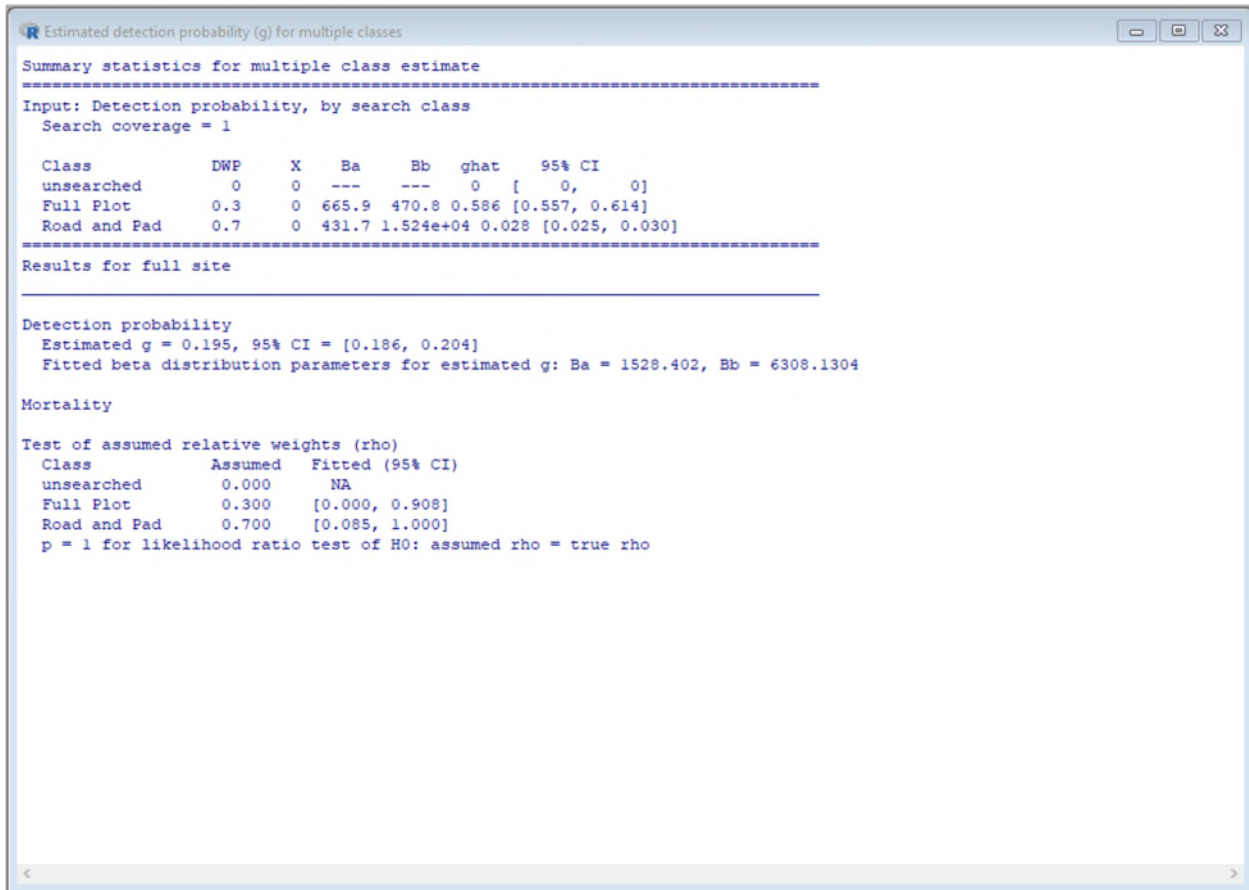 Estimated detection probability (g) for multiple classes
Summary statistics for multiple class estimate
================================================================================
Input: Detection probability, by search class
  Search coverage = 1
  Class            DWP      X    Ba     Bb   ghat     95% CI
  unsearched         0      0   ---    ---    0   [    0,     0]
  Full Plot        0.3      0  665.9  470.8 0.586 [0.557, 0.614]
  Road and Pad     0.7      0  431.7 1.524e+04 0.028 [0.025, 0.030]
================================================================================
Results for full site
________________________________________________________________________________
Detection probability
  Estimated g = 0.195, 95% CI = [0.186, 0.204]
  Fitted beta distribution parameters for estimated g: Ba = 1528.402, Bb = 6308.1304
Mortality
Test of assumed relative weights (rho)
  Class            Assumed   Fitted (95% CI)
  unsearched       0.000       NA
  Full Plot        0.300     [0.000, 0.908]
  Road and Pad     0.700     [0.085, 1.000]
  p = 1 for likelihood ratio test of H0: assumed rho = true rho